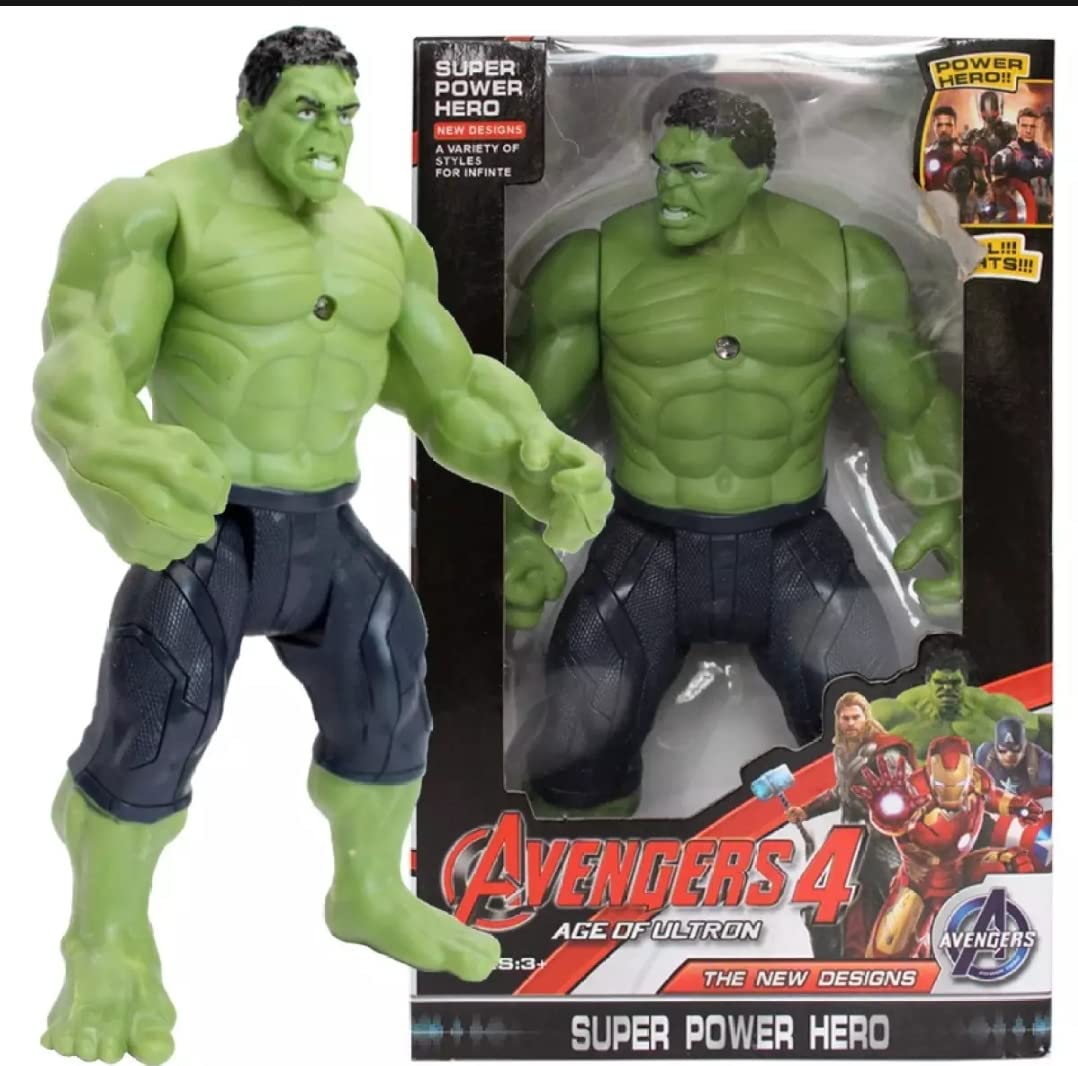 SUPER
POWER
HERO
NEW DESIGNS
A VARIETY OF
STYLES
FOR INFINTE
POWER
HERO!!
AVENGERS 4
AGE OF ULTRON
AVENGERS
THE NEW DESIGNS
SUPER POWER HERO